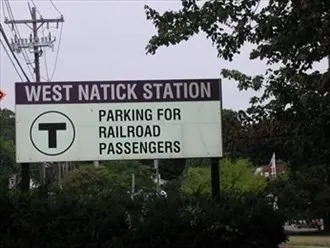 WEST NATICK STATION
T
PARKING FOR
RAILROAD
PASSENGERS